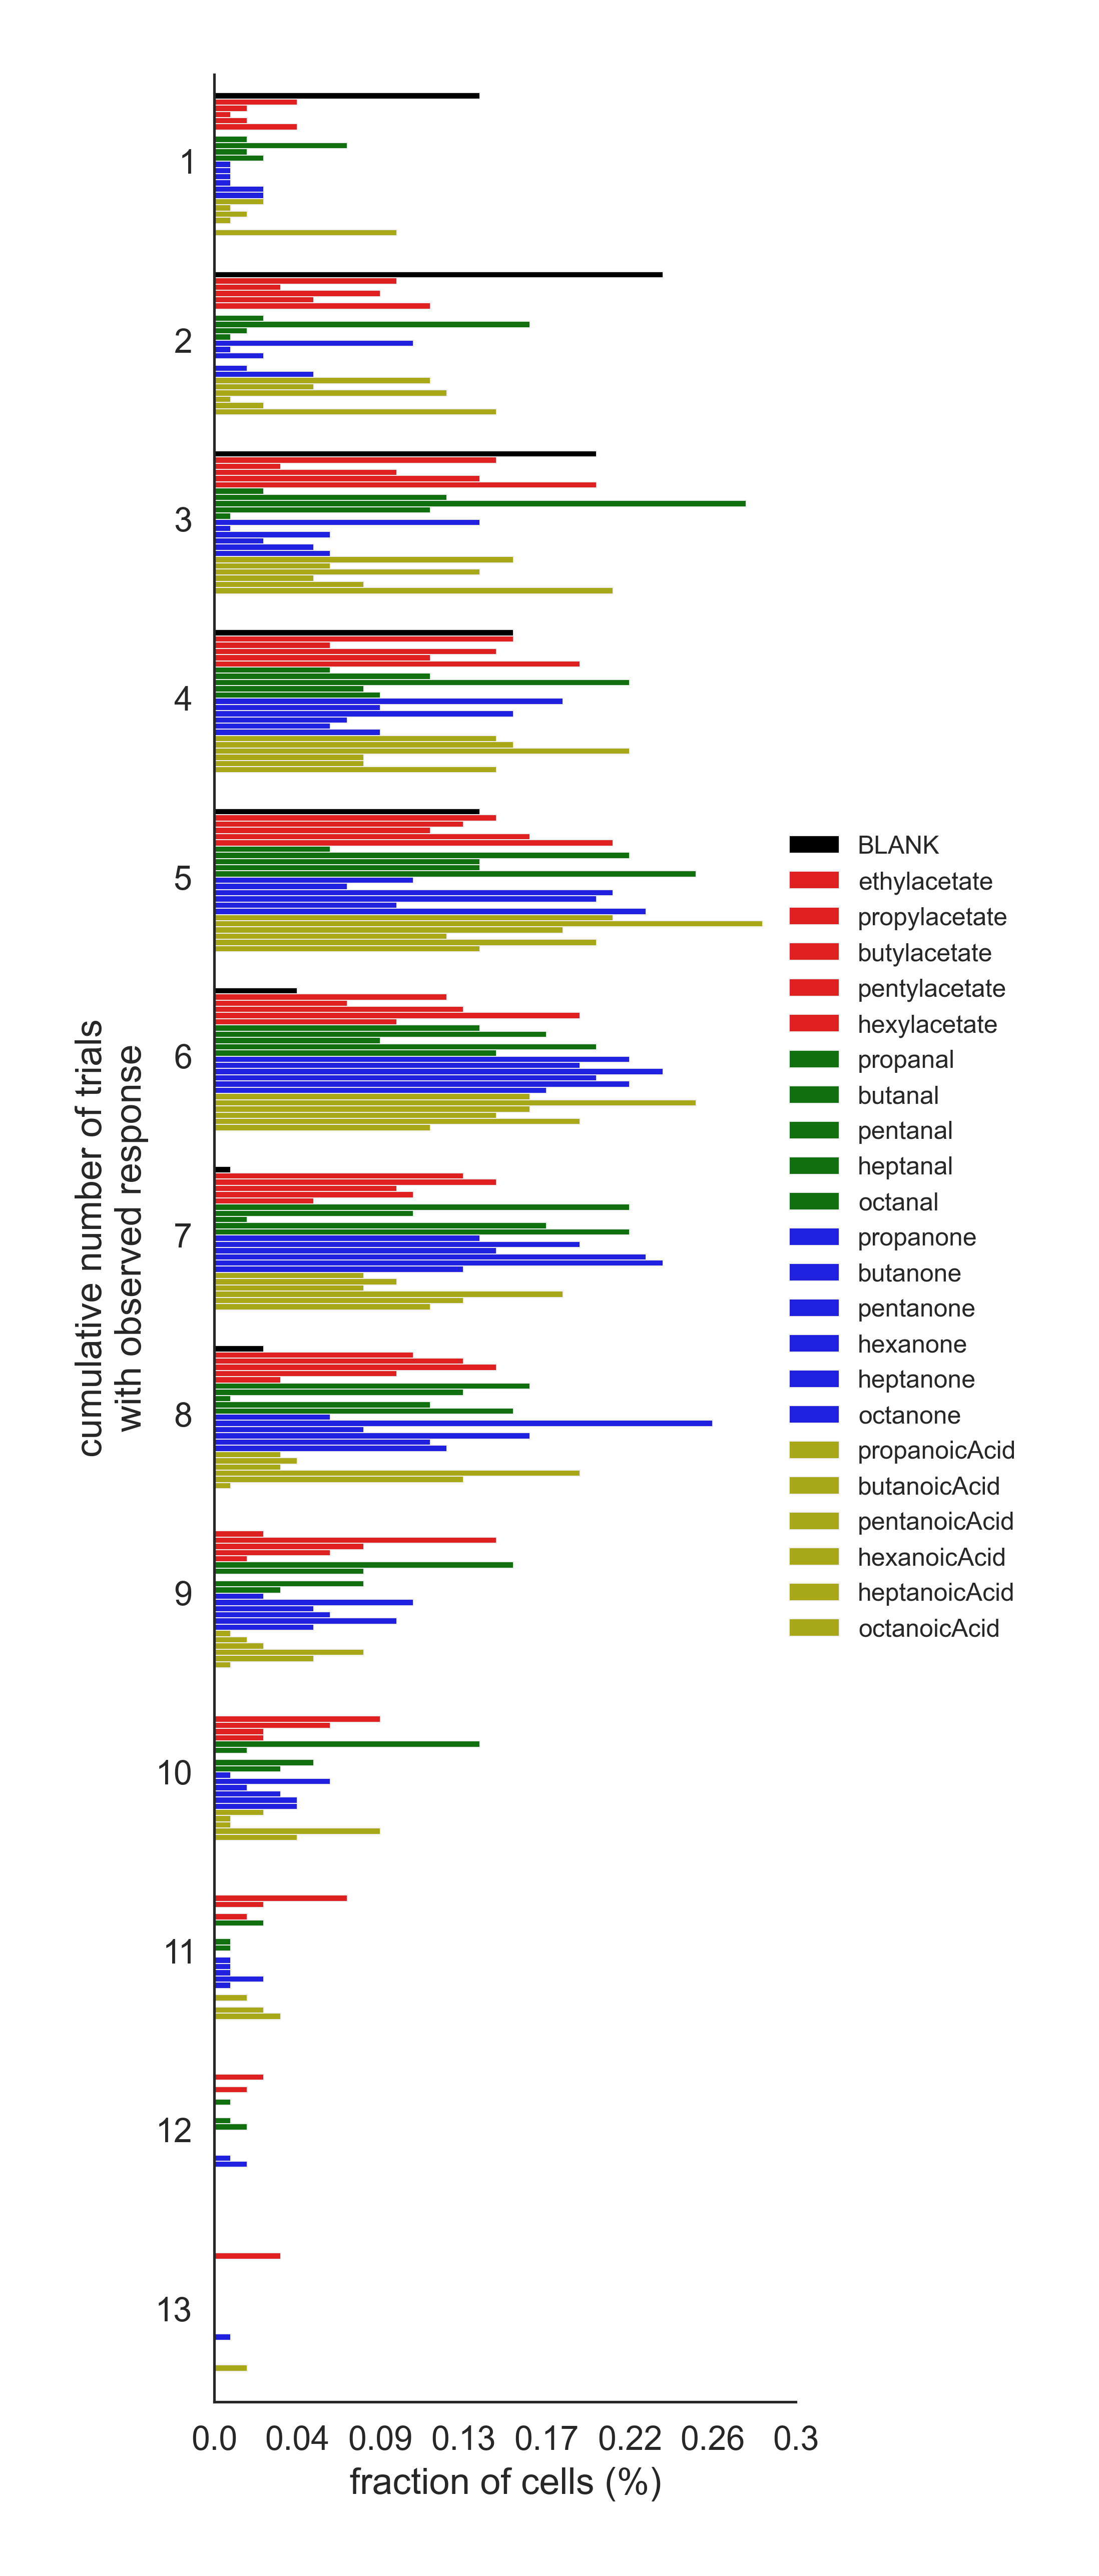 1
2
3
4
5
6
7
8
9
10
11
12
13
cumulative number of trials
with observed response
BLANK
ethylacetate
propylacetate
butylacetate
pentylacetate
hexylacetate
propanal
butanal
pentanal
heptanal
octanal
propanone
butanone
pentanone
hexanone
heptanone
octanone
propanoicAcid
butanoicAcid
pentanoicAcid
hexanoicAcid
heptanoicAcid
octanoicAcid
0.0 0.04 0.09 0.13 0.17 0.22 0.26 0.3
fraction of cells (%)